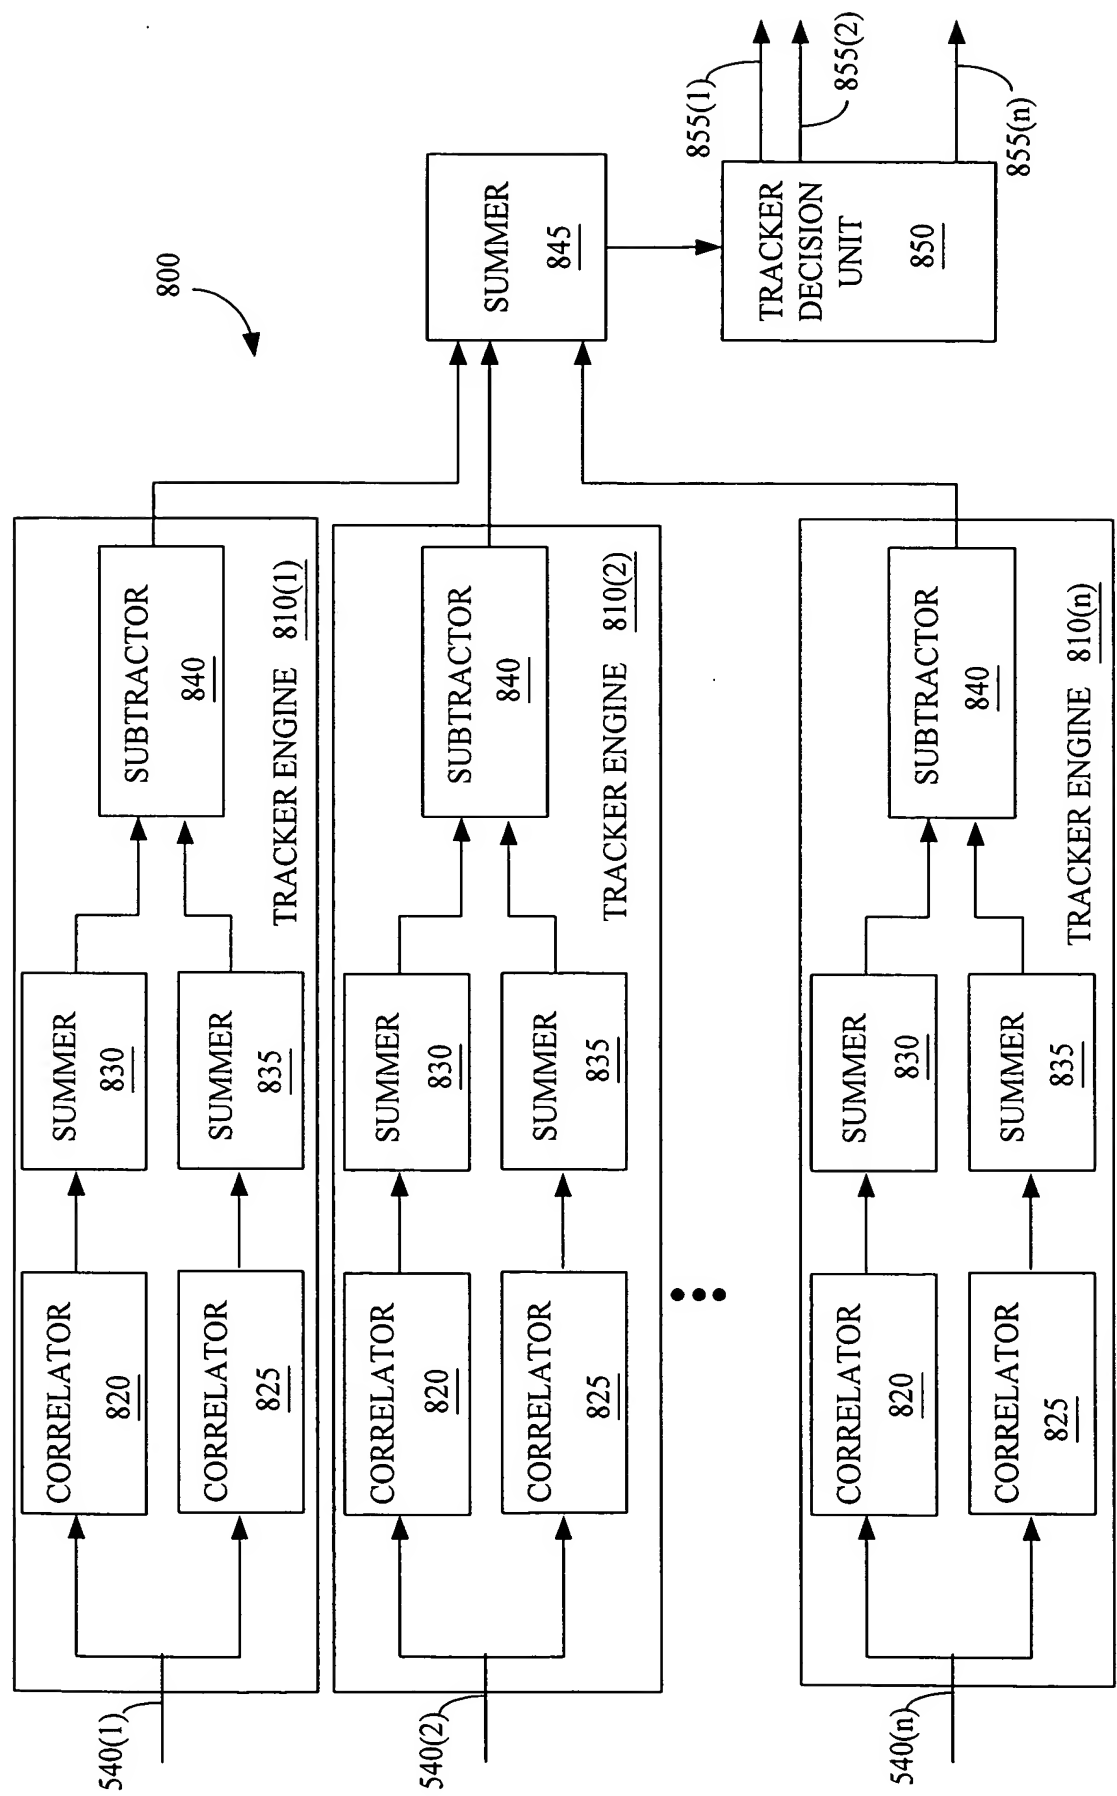 800
540(1)
CORRELATOR
820
SUMMER
830
CORRELATOR
825
SUMMER
835
SUBTRACTOR
840
TRACKER ENGINE 810(1)
540(2)
CORRELATOR
820
SUMMER
830
CORRELATOR
825
SUMMER
835
SUBTRACTOR
840
TRACKER ENGINE 810(2)
540(n)
CORRELATOR
820
SUMMER
830
CORRELATOR
825
SUMMER
835
SUBTRACTOR
840
TRACKER ENGINE 810(n)
SUMMER
845
TRACKER
DECISION
UNIT
850
855(1)
855(2)
855(n)